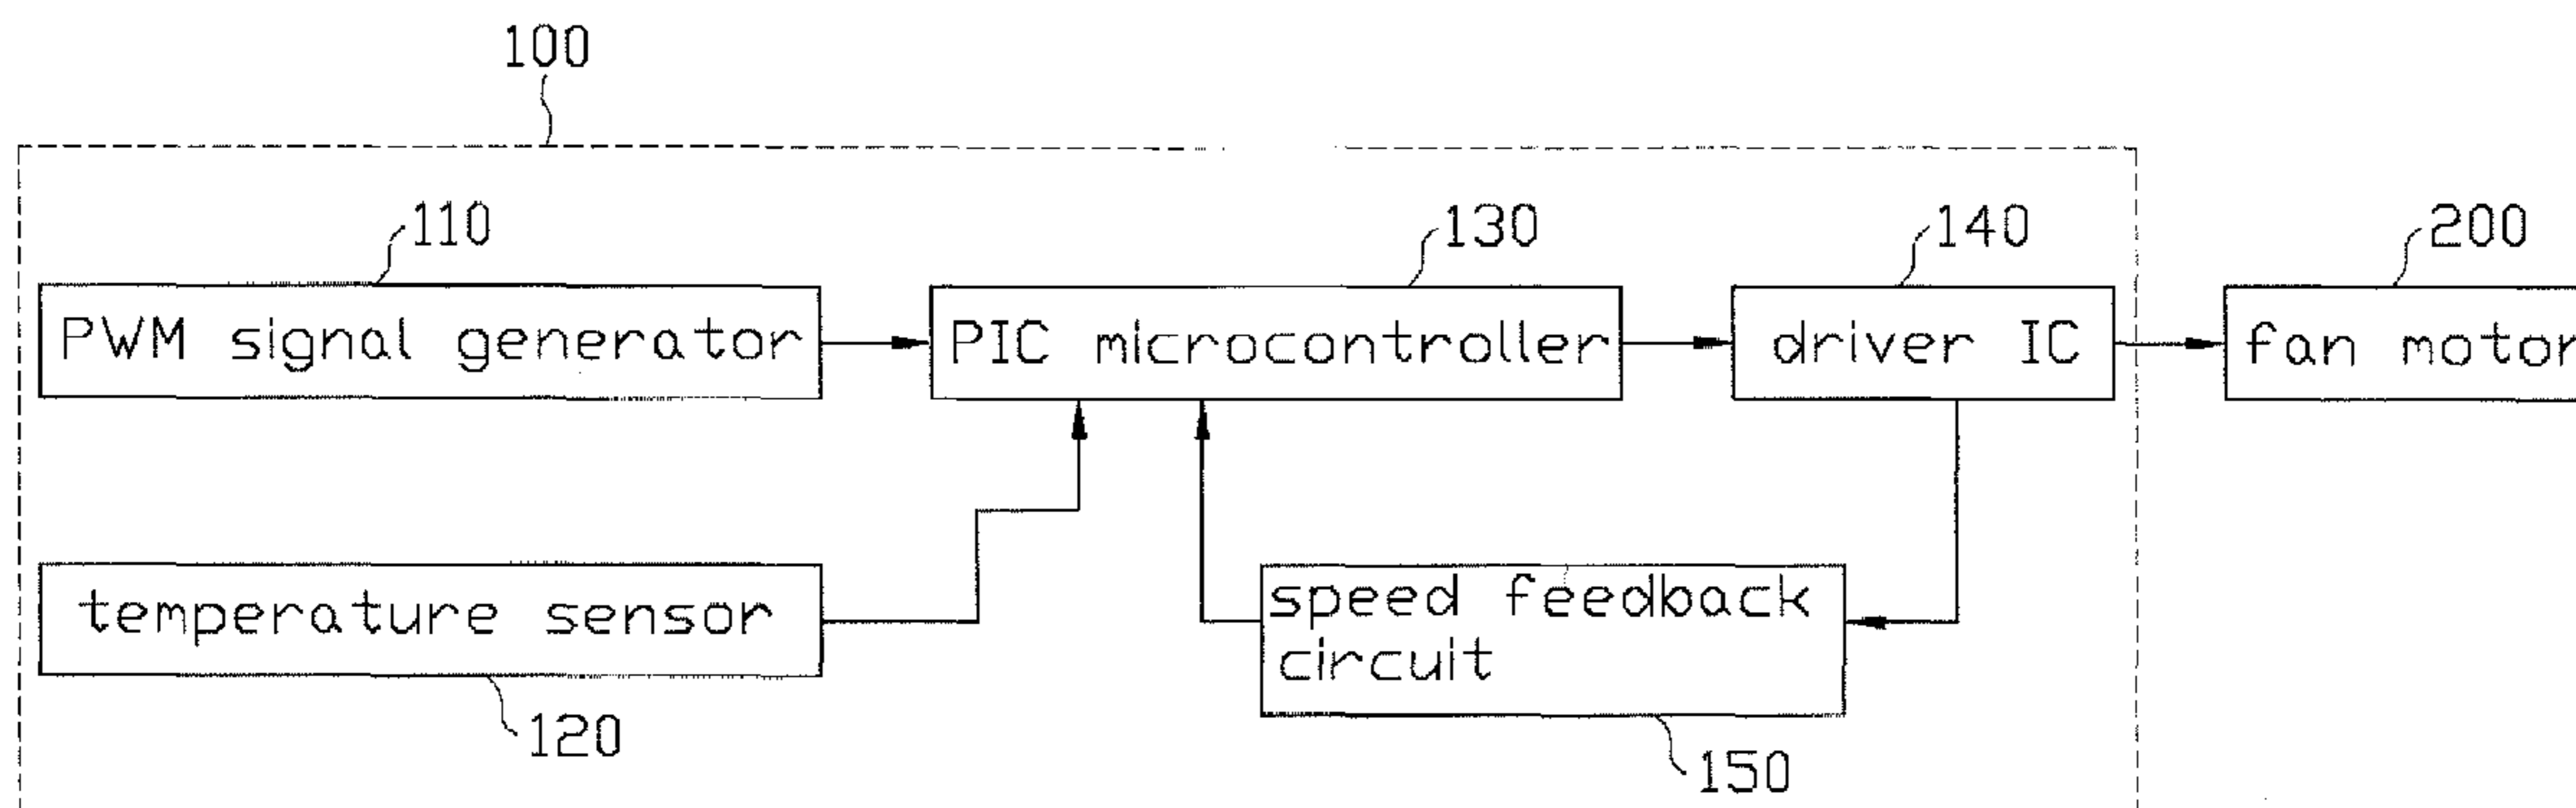 100
110
130
140
200
PWM signal generator
PIC microcontroller
driver IC
fan motor
temperature sensor
speed feedback
circuit
120
150